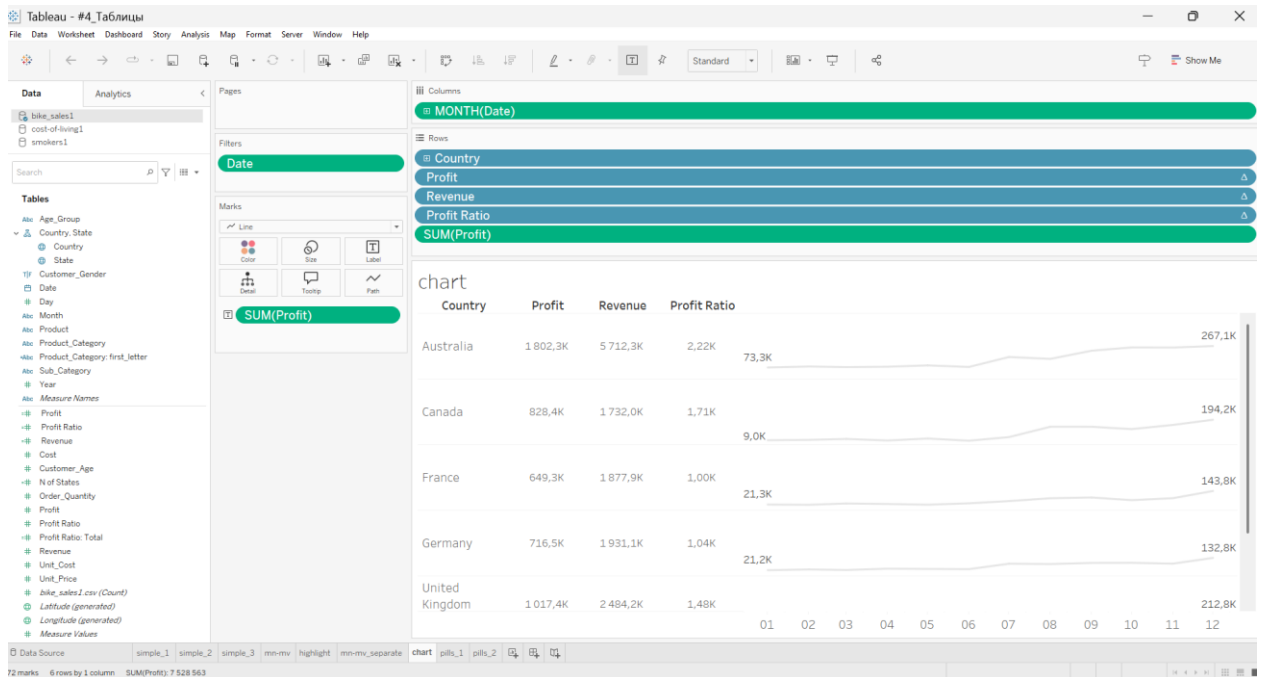 Tableau - #4_Таблицы
File Data Worksheet Dashboard Story Analysis Map Format Server Window Help
Standard
Show Me
Data Analytics
bike_sales1
cost-of-living1
smokers1
Search
Tables
Abc Age_Group
Country, State
Country
State
T|F Customer_Gender
Date
# Day
Abc Month
Abc Product
Abc Product_Category
Abc Product_Category: first_letter
Abc Sub_Category
# Year
Abc Measure Names
# Profit
# Profit Ratio
# Revenue
# Cost
# Customer_Age
# N of States
# Order_Quantity
# Profit
# Profit Ratio
# Profit Ratio: Total
# Revenue
# Unit_Cost
# Unit_Price
# bike_sales1.csv (Count)
Latitude (generated)
Longitude (generated)
# Measure Values
Pages
Filters
Date
Marks
Line
Color Size Label
Detail Tooltip Path
SUM(Profit)
Columns
MONTH(Date)
Rows
Country
Profit
Revenue
Profit Ratio
SUM(Profit)
chart
Country Profit Revenue Profit Ratio
Australia 1 802,3K 5 712,3K 2,22K 73,3K 267,1K
Canada 828,4K 1 732,0K 1,71K 9,0K 194,2K
France 649,3K 1 877,9K 1,00K 21,3K 143,8K
Germany 716,5K 1 931,1K 1,04K 21,2K 132,8K
United
Kingdom 1 017,4K 2 484,2K 1,48K 212,8K
01 02 03 04 05 06 07 08 09 10 11 12
Data Source simple_1 simple_2 simple_3 mn-mv highlight mn-mv_separate chart pills_1 pills_2
72 marks 6 rows by 1 column SUM(Profit): 7 528 563